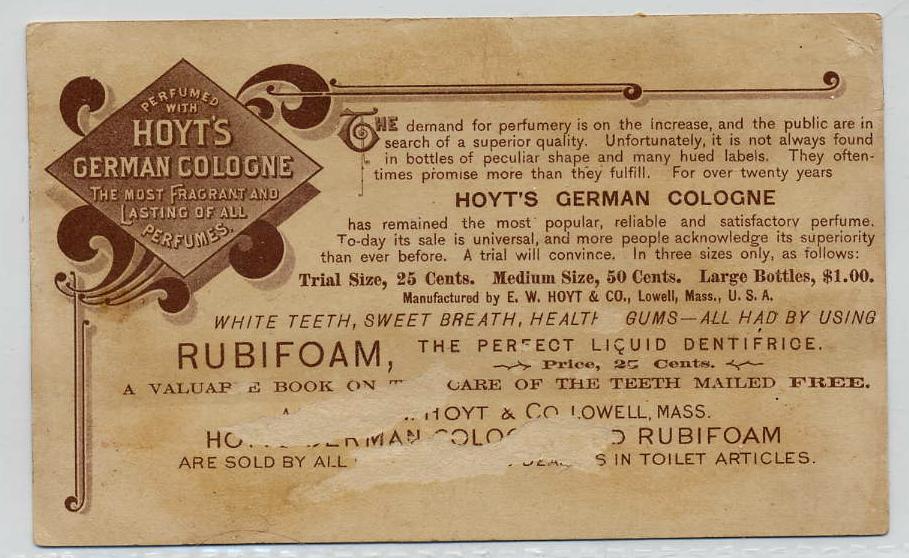 PERFUMED
WITH
HOYT'S
GERMAN COLOGNE
THE MOST FRAGRANT AND
LASTING OF ALL
PERFUMES.
THE demand for perfumery is on the increase, and the public are in
search of a superior quality. Unfortunately, it is not always found
in bottles of peculiar shape and many hued labels. They often-
times promise more than they fulfill. For over twenty years
HOYT'S GERMAN COLOGNE
has remained the most popular, reliable and satisfactory perfume.
To-day its sale is universal, and more people acknowledge its superiority
than ever before. A trial will convince. In three sizes only, as follows:
Trial Size, 25 Cents. Medium Size, 50 Cents. Large Bottles, $1.00.
Manufactured by E. W. HOYT & CO., Lowell, Mass., U. S. A.
WHITE TEETH, SWEET BREATH, HEALTH GUMS—ALL HAD BY USING
RUBIFOAM, THE PERFECT LIQUID DENTIFRICE.
Price, 25 Cents.
A VALUABLE BOOK ON CARE OF THE TEETH MAILED FREE.
HOYT & CO. LOWELL, MASS.
GERMAN COLOGNE RUBIFOAM
ARE SOLD BY ALL IN TOILET ARTICLES.